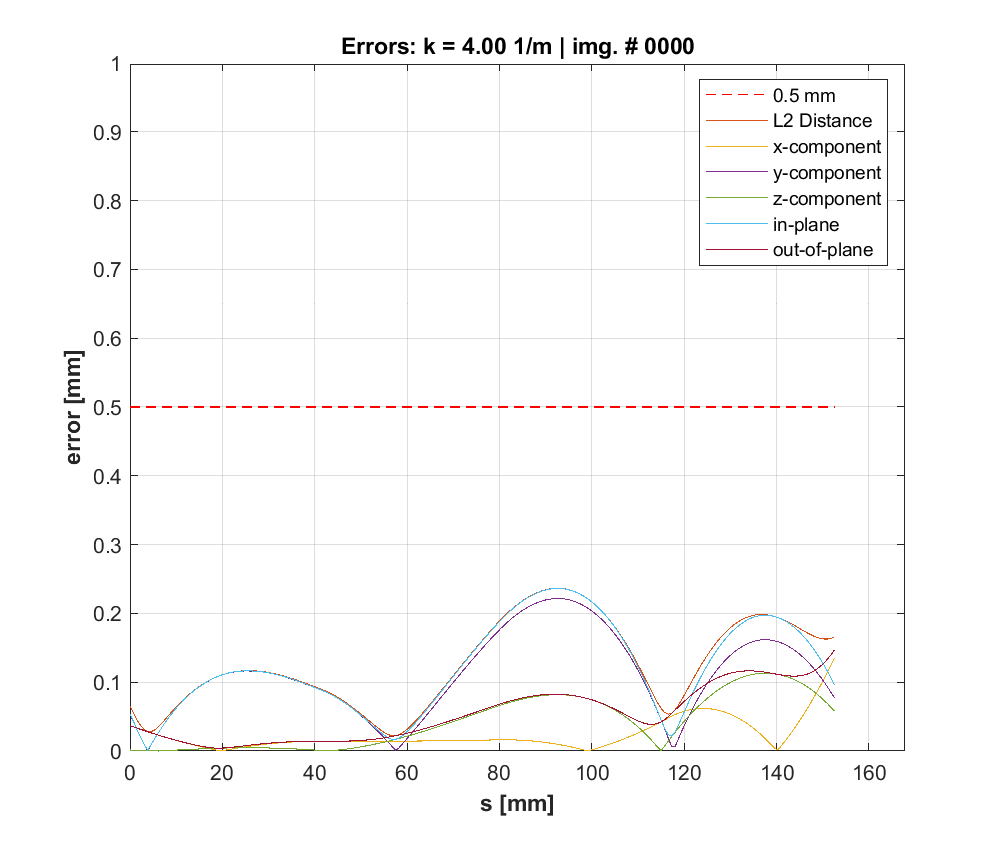 Errors: k = 4.00 1/m | img. # 0000
1
0.9
0.8
0.7
0.6
0.5
0.4
0.3
0.2
0.1
0
error [mm]
0.5 mm
L2 Distance
x-component
y-component
z-component
in-plane
out-of-plane
0 20 40 60 80 100 120 140 160
s [mm]